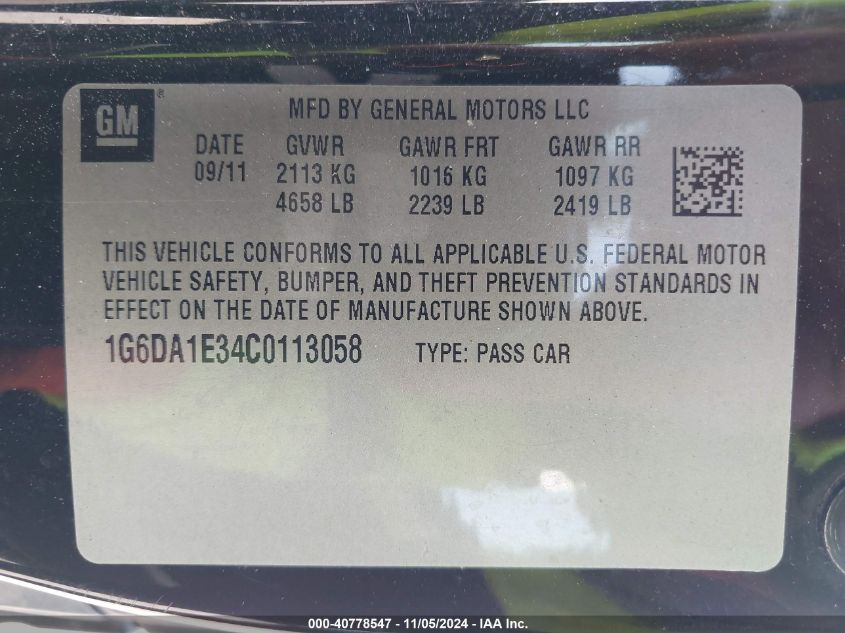 GM ®
MFD BY GENERAL MOTORS LLC
DATE GVWR GAWR FRT GAWR RR
09/11 2113 KG 1016 KG 1097 KG
4658 LB 2239 LB 2419 LB
THIS VEHICLE CONFORMS TO ALL APPLICABLE U.S. FEDERAL MOTOR
VEHICLE SAFETY, BUMPER, AND THEFT PREVENTION STANDARDS IN
EFFECT ON THE DATE OF MANUFACTURE SHOWN ABOVE.
1G6DA1E34C0113058 TYPE: PASS CAR
000-40778547 - 11/05/2024 - IAA Inc.